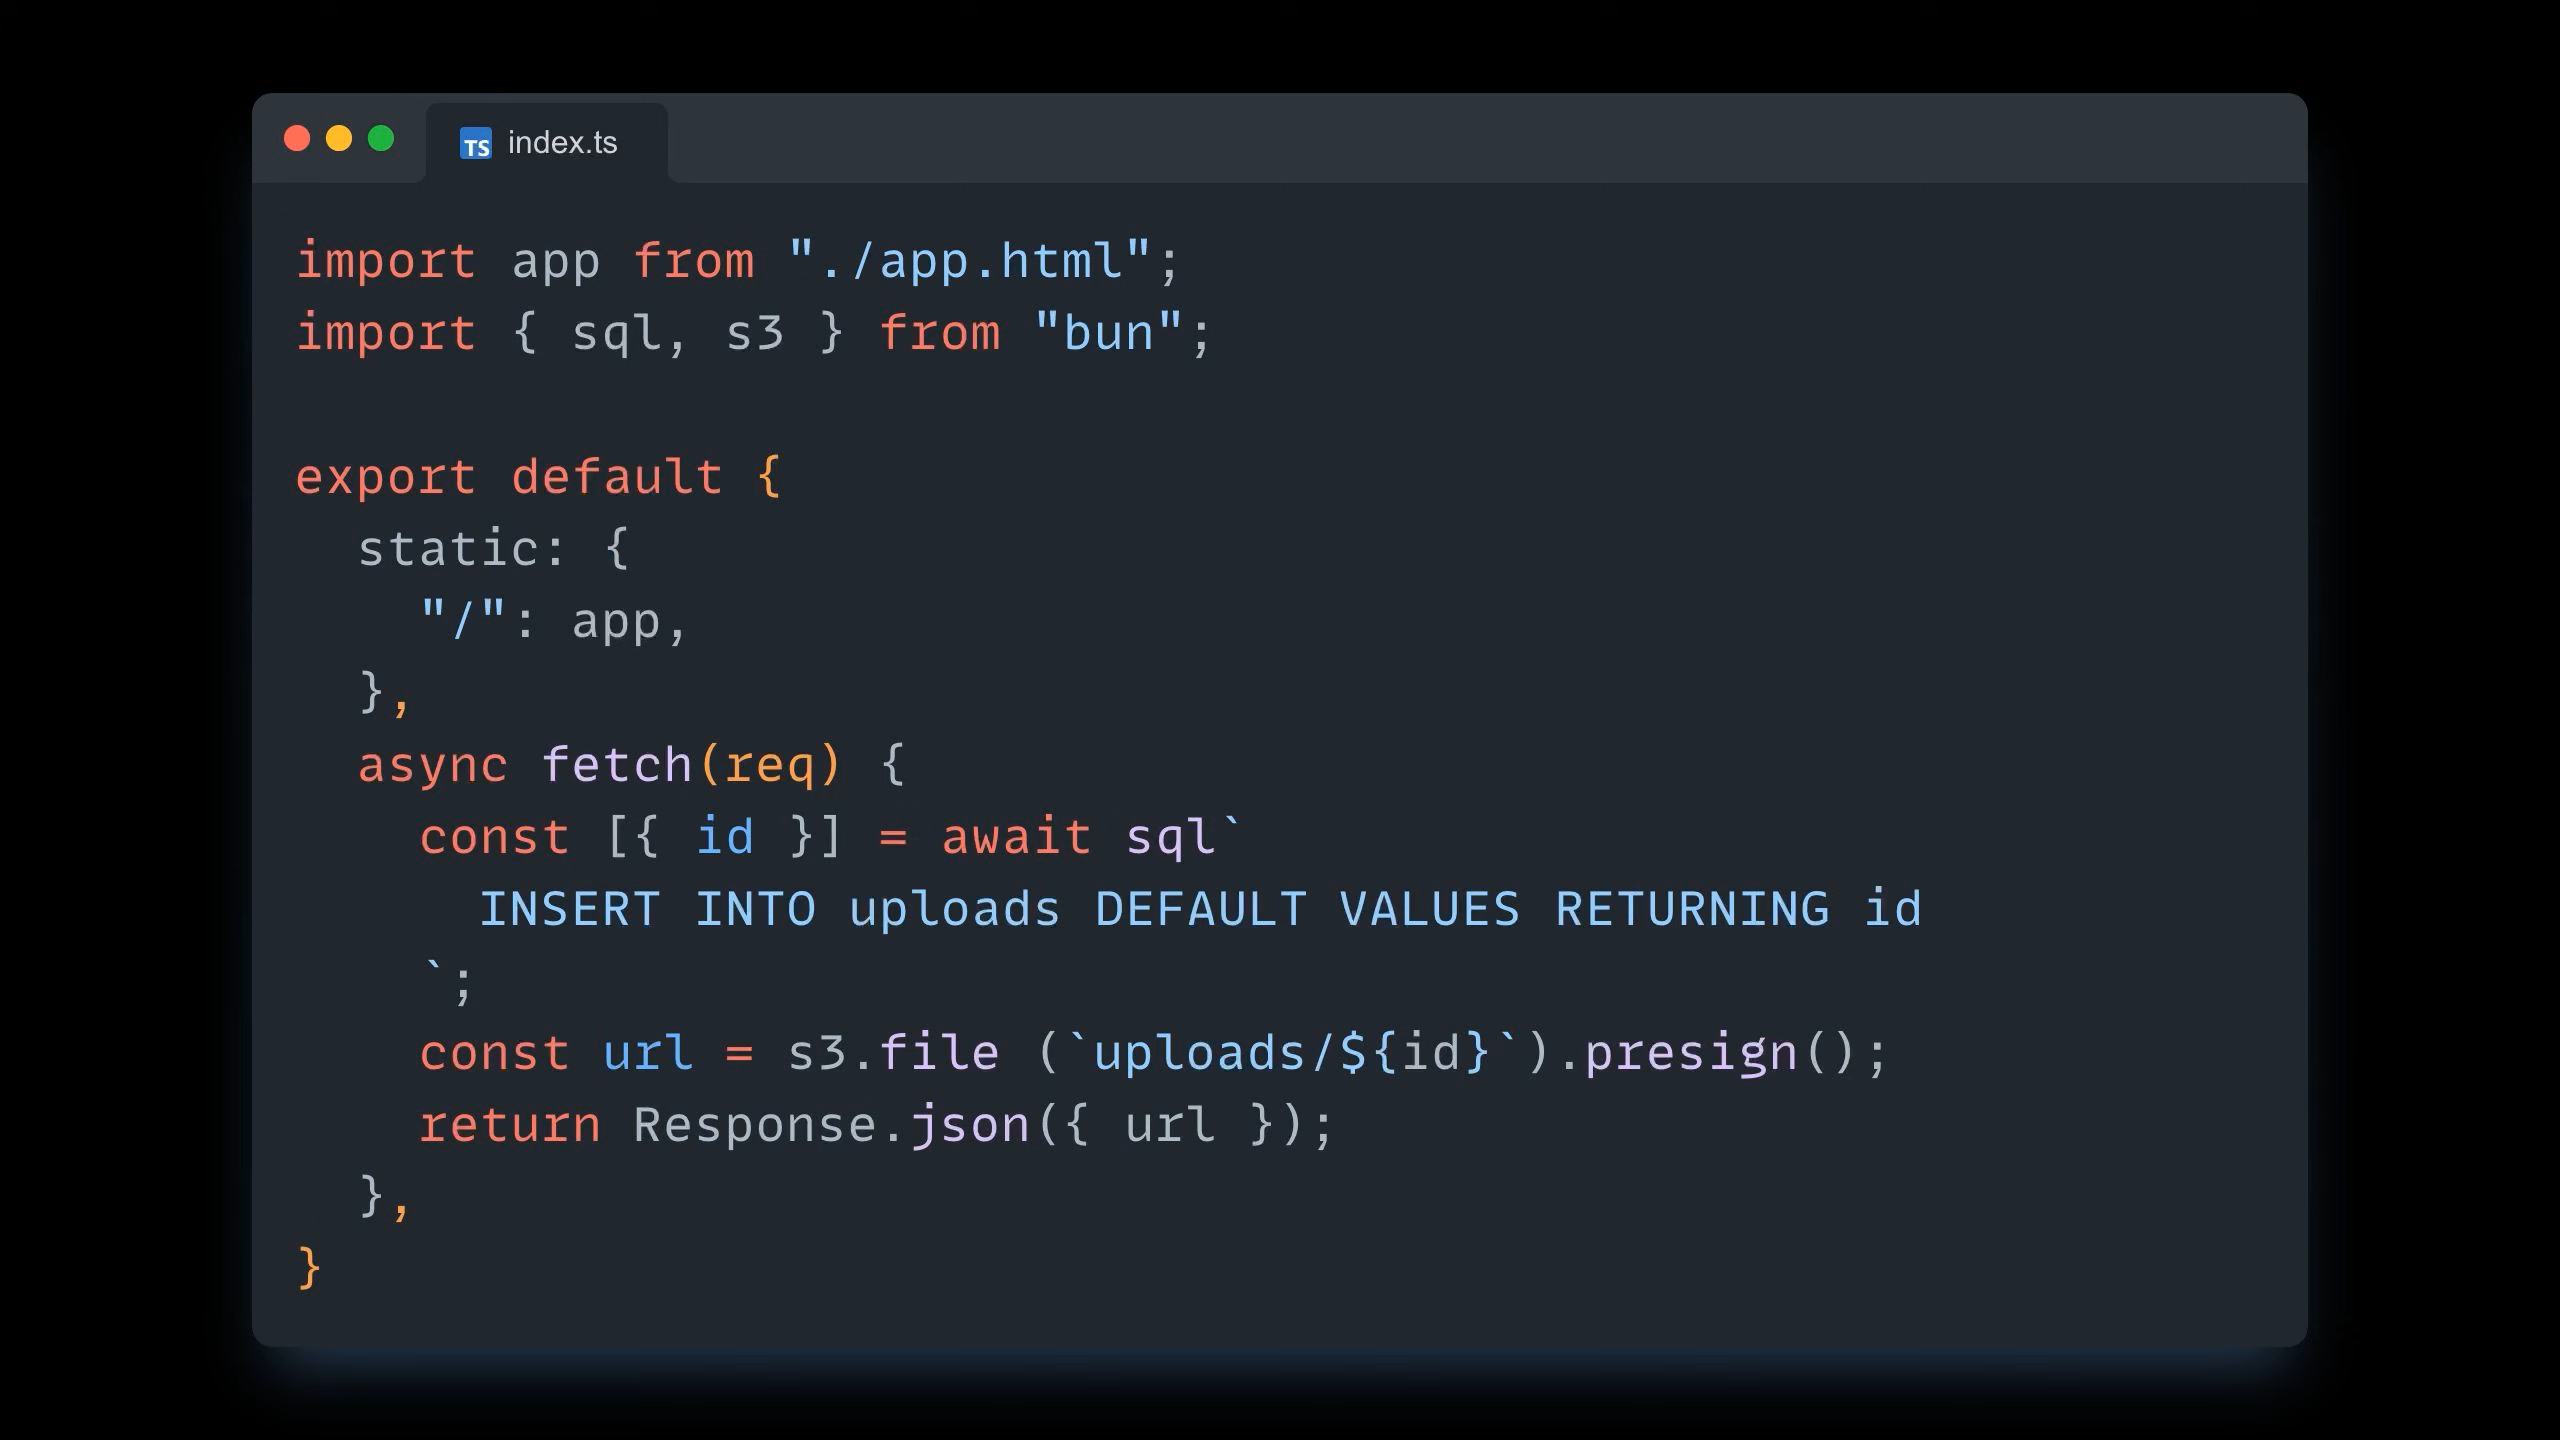 TS index.ts
import app from "./app.html";
import { sql, s3 } from "bun";

export default {
  static: {
    "/": app,
  },
  async fetch(req) {
    const [{ id }] = await sql`
      INSERT INTO uploads DEFAULT VALUES RETURNING id
    `;
    const url = s3.file (`uploads/${id}`).presign();
    return Response.json({ url });
  },
}